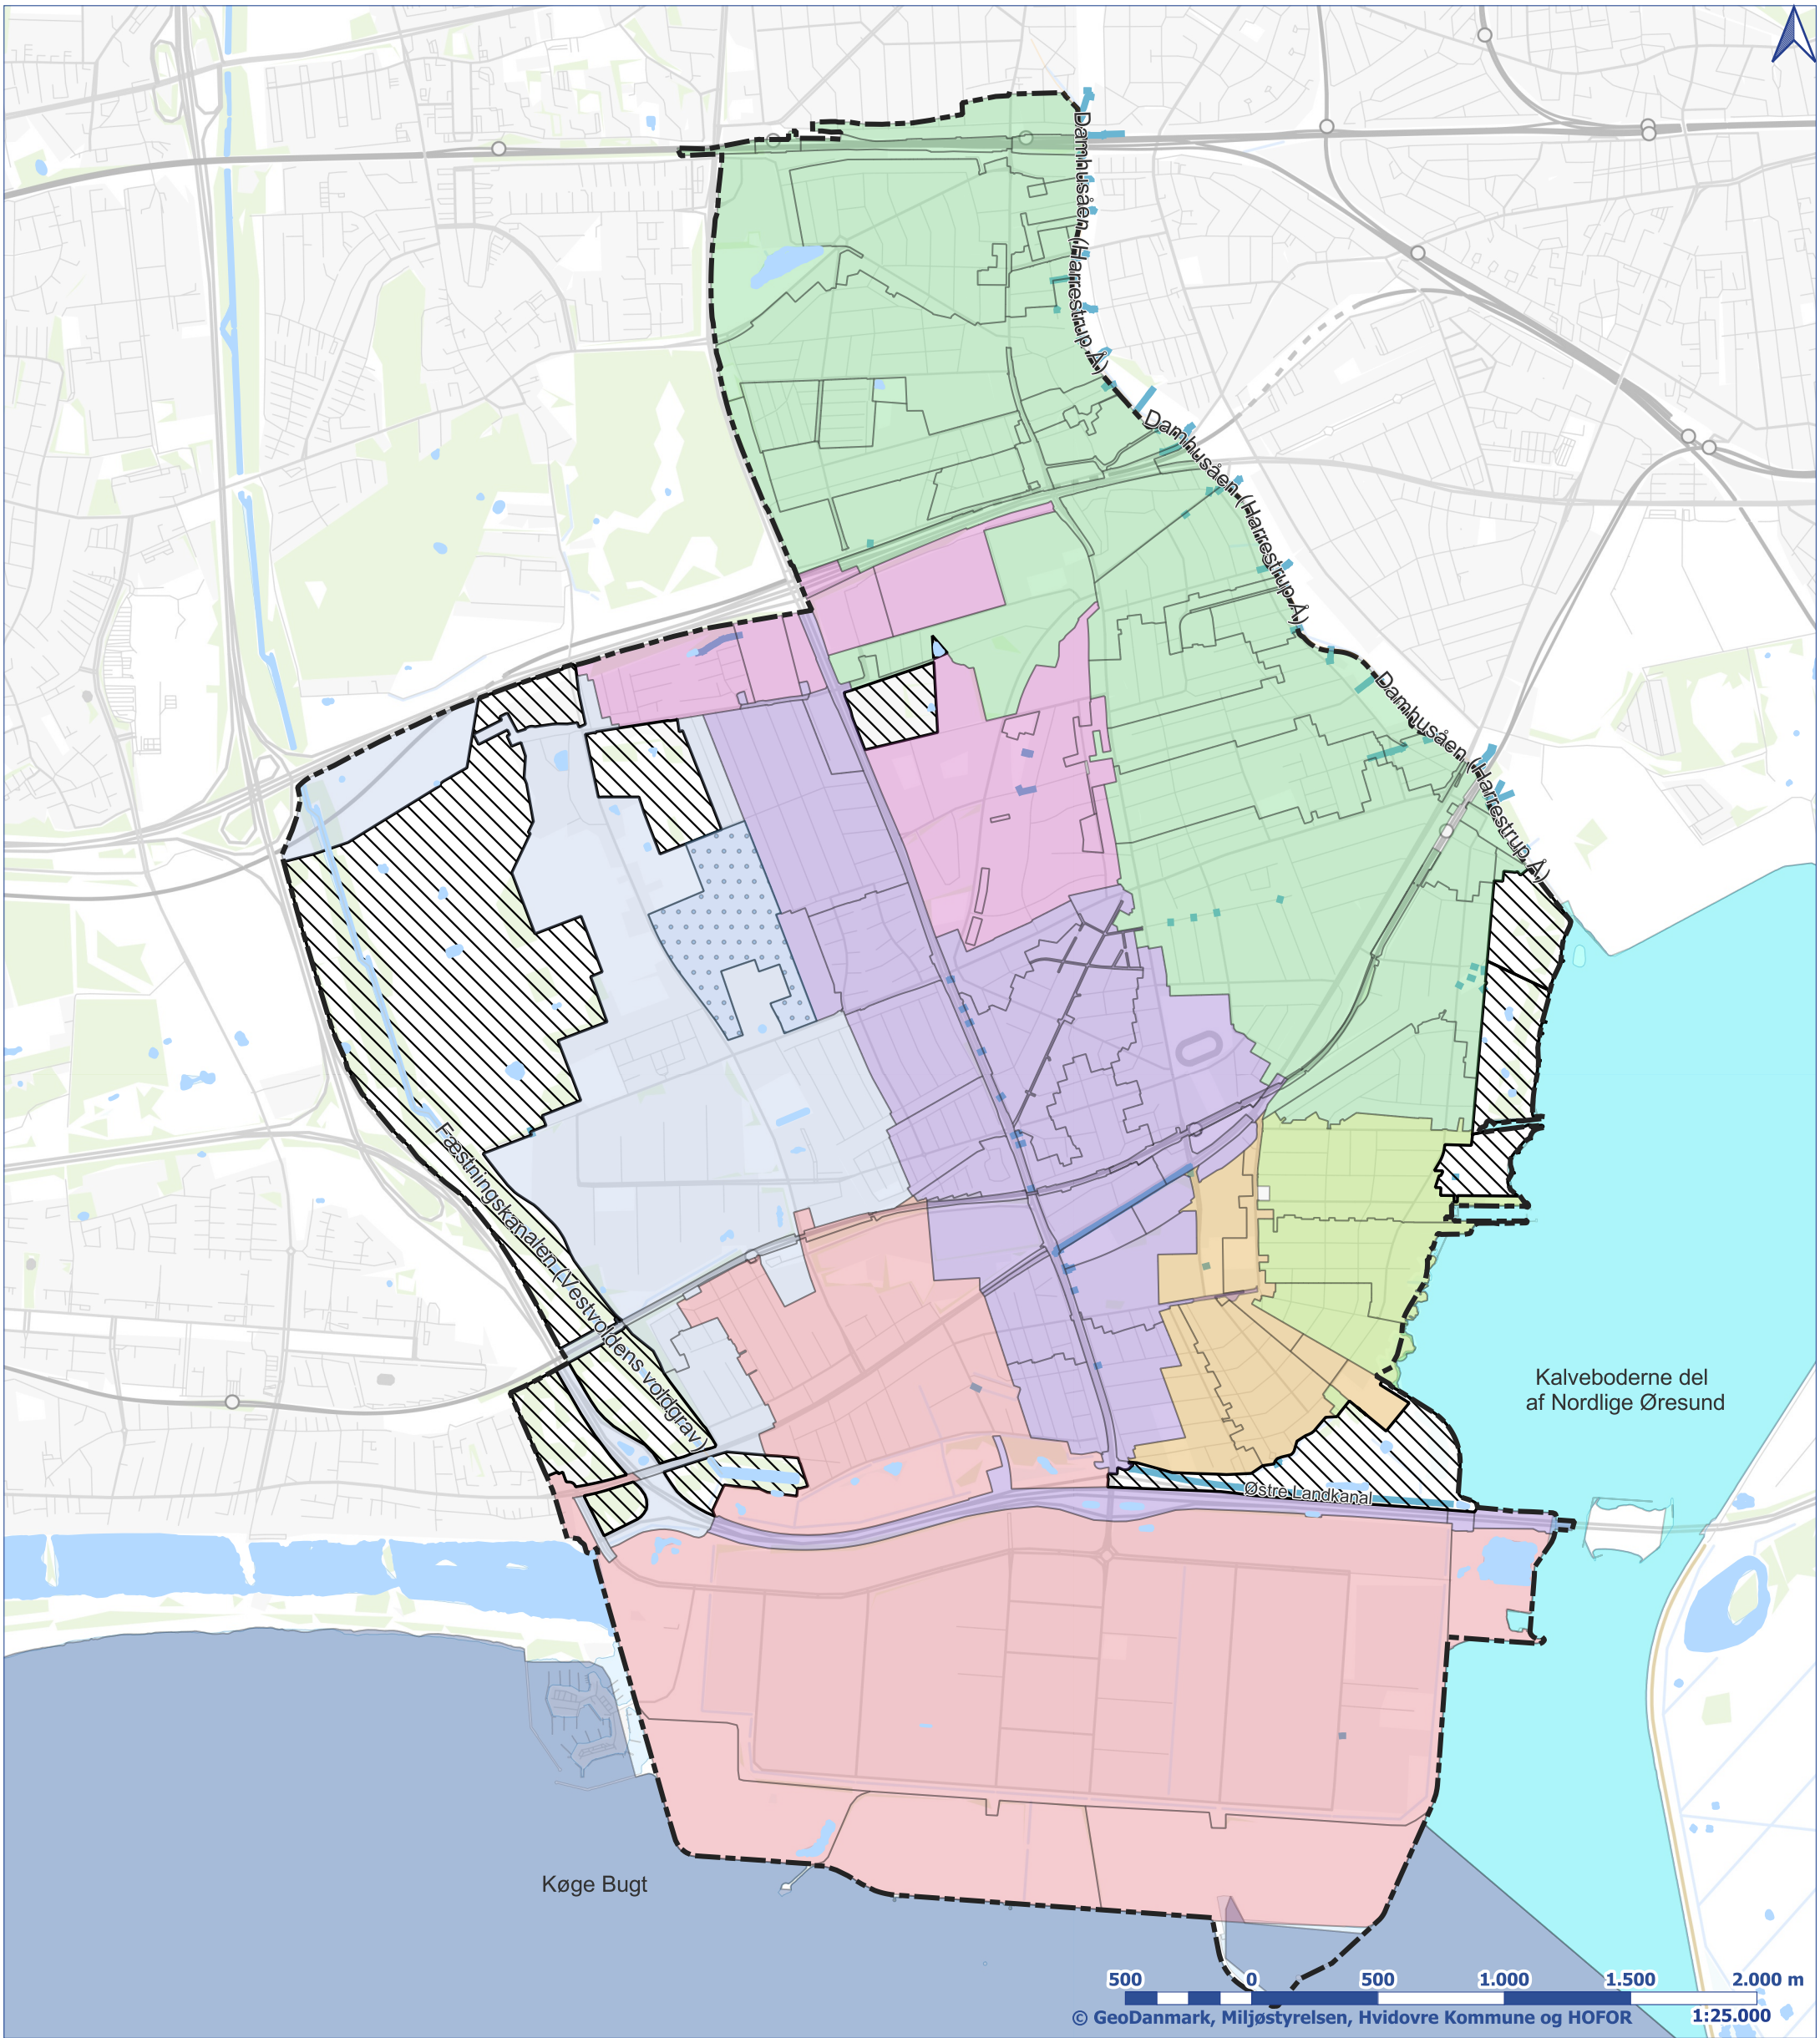 Damhusåen (Harrestrup Å)
Damhusåen (Harrestrup Å)
Damhusåen (Harrestrup Å)
Fæstningskanalen (Vestvoldens voldgrav)
Kalveboderne del
af Nordlige Øresund
Østre Landkanal
Køge Bugt
500 0 500 1.000 1.500 2.000 m
© GeoDanmark, Miljøstyrelsen, Hvidovre Kommune og HOFOR 1:25.000